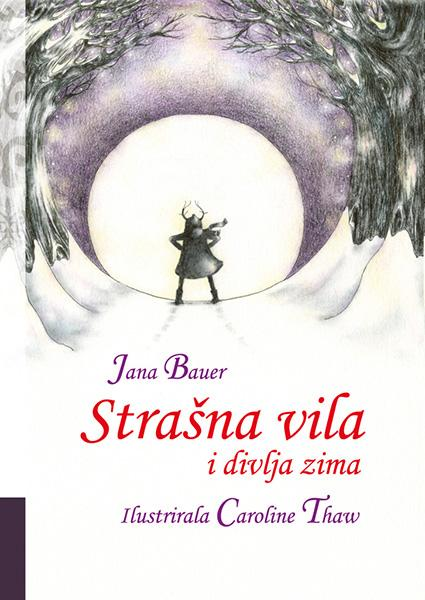 Jana Bauer
Strašna vila
i divlja zima
Ilustrirala Caroline Thaw